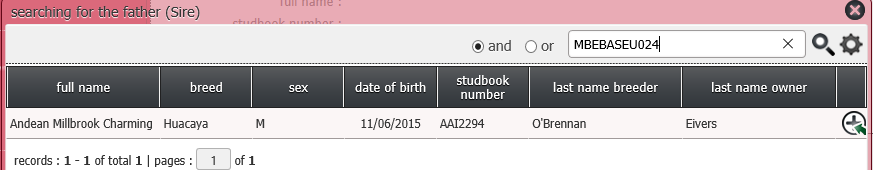 searching for the father (Sire)
full name :
studbook number :
and or MBEBASEU024
full name breed sex date of birth studbook number last name breeder last name owner
Andean Millbrook Charming Huacaya M 11/06/2015 AAI2294 O'Brennan Eivers
records : 1 - 1 of total 1 | pages : 1 of 1